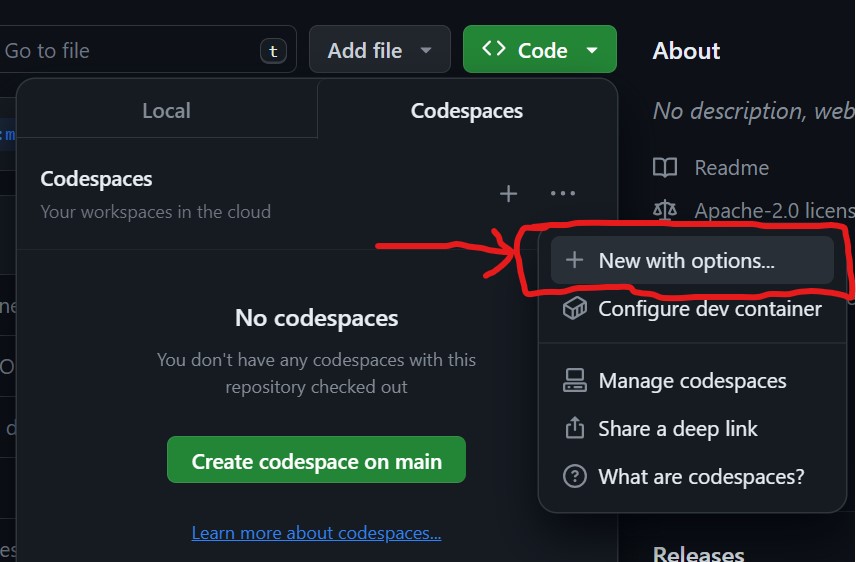 Go to file
t
Add file
Code
About
Local
Codespaces
No description, web
:m
Codespaces
Your workspaces in the cloud
Readme
Apache-2.0 licens
New with options...
Configure dev container
No codespaces
You don't have any codespaces with this
repository checked out
Manage codespaces
Share a deep link
What are codespaces?
Create codespace on main
Learn more about codespaces...
Releases